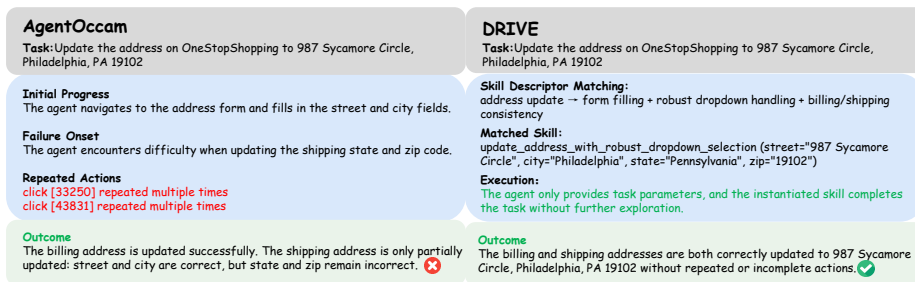 AgentOccam
Task:Update the address on OneStopShopping to 987 Sycamore Circle,
Philadelphia, PA 19102
Initial Progress
The agent navigates to the address form and fills in the street and city fields.
Failure Onset
The agent encounters difficulty when updating the shipping state and zip code.
Repeated Actions
click [33250] repeated multiple times
click [43831] repeated multiple times
Outcome
The billing address is updated successfully. The shipping address is only partially
updated: street and city are correct, but state and zip remain incorrect.
DRIVE
Task:Update the address on OneStopShopping to 987 Sycamore Circle,
Philadelphia, PA 19102
Skill Descriptor Matching:
address update → form filling + robust dropdown handling + billing/shipping
consistency
Matched Skill:
update_address_with_robust_dropdown_selection (street="987 Sycamore
Circle", city="Philadelphia", state="Pennsylvania", zip="19102")
Execution:
The agent only provides task parameters, and the instantiated skill completes
the task without further exploration.
Outcome
The billing and shipping addresses are both correctly updated to 987 Sycamore
Circle, Philadelphia, PA 19102 without repeated or incomplete actions.